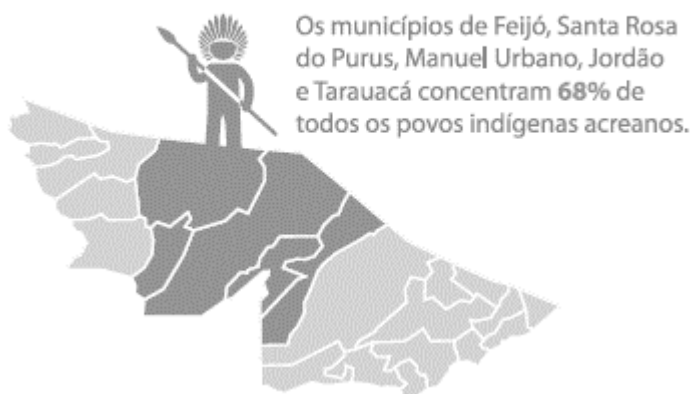 Os municípios de Feijó, Santa Rosa
do Purus, Manuel Urbano, Jordão
e Tarauacá concentram 68% de
todos os povos indígenas acreanos.